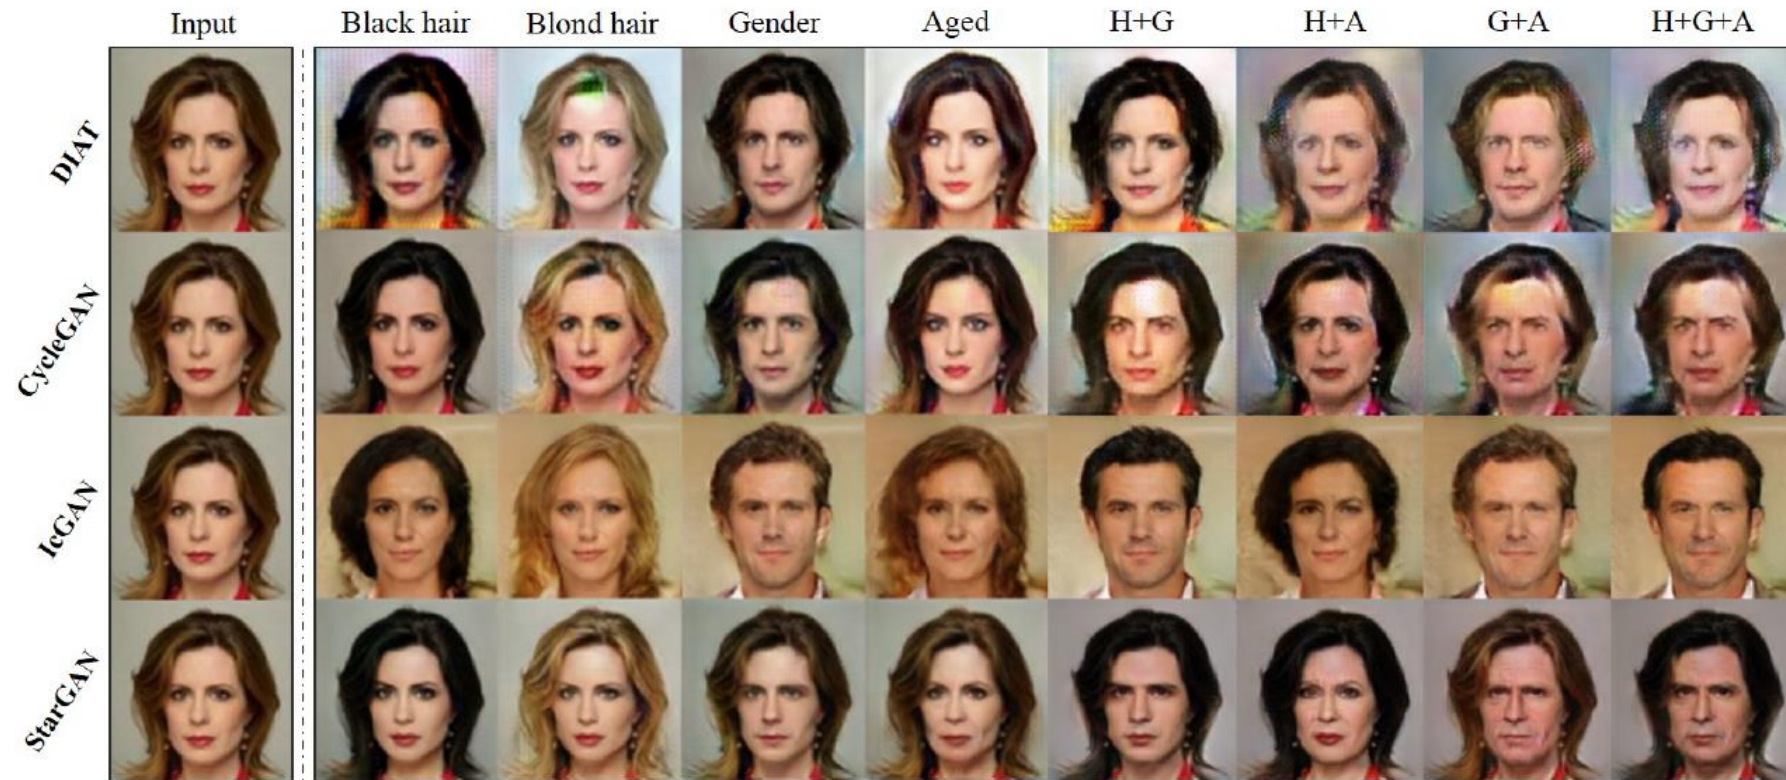 Input Black hair Blond hair Gender Aged H+G H+A G+A H+G+A
DIAT
CycleGAN
IcGAN
StarGAN